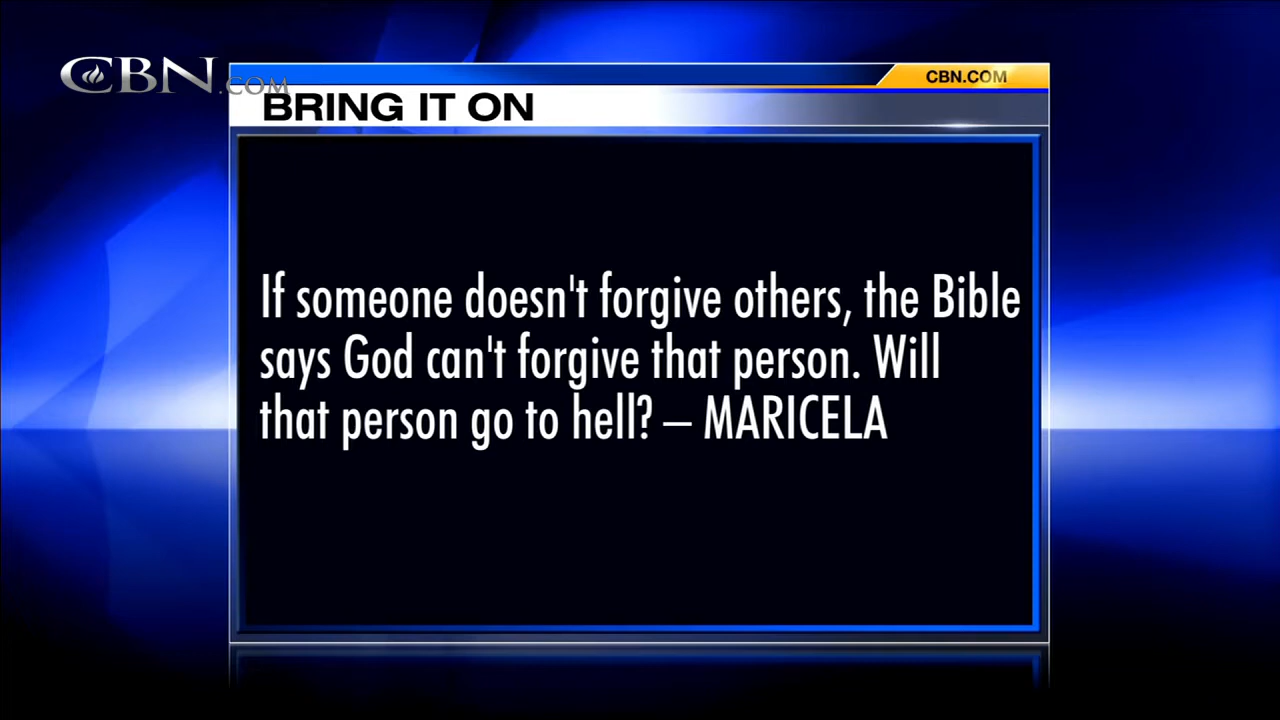 CBN.COM
CBN.COM
BRING IT ON
If someone doesn't forgive others, the Bible
says God can't forgive that person. Will
that person go to hell? – MARICELA